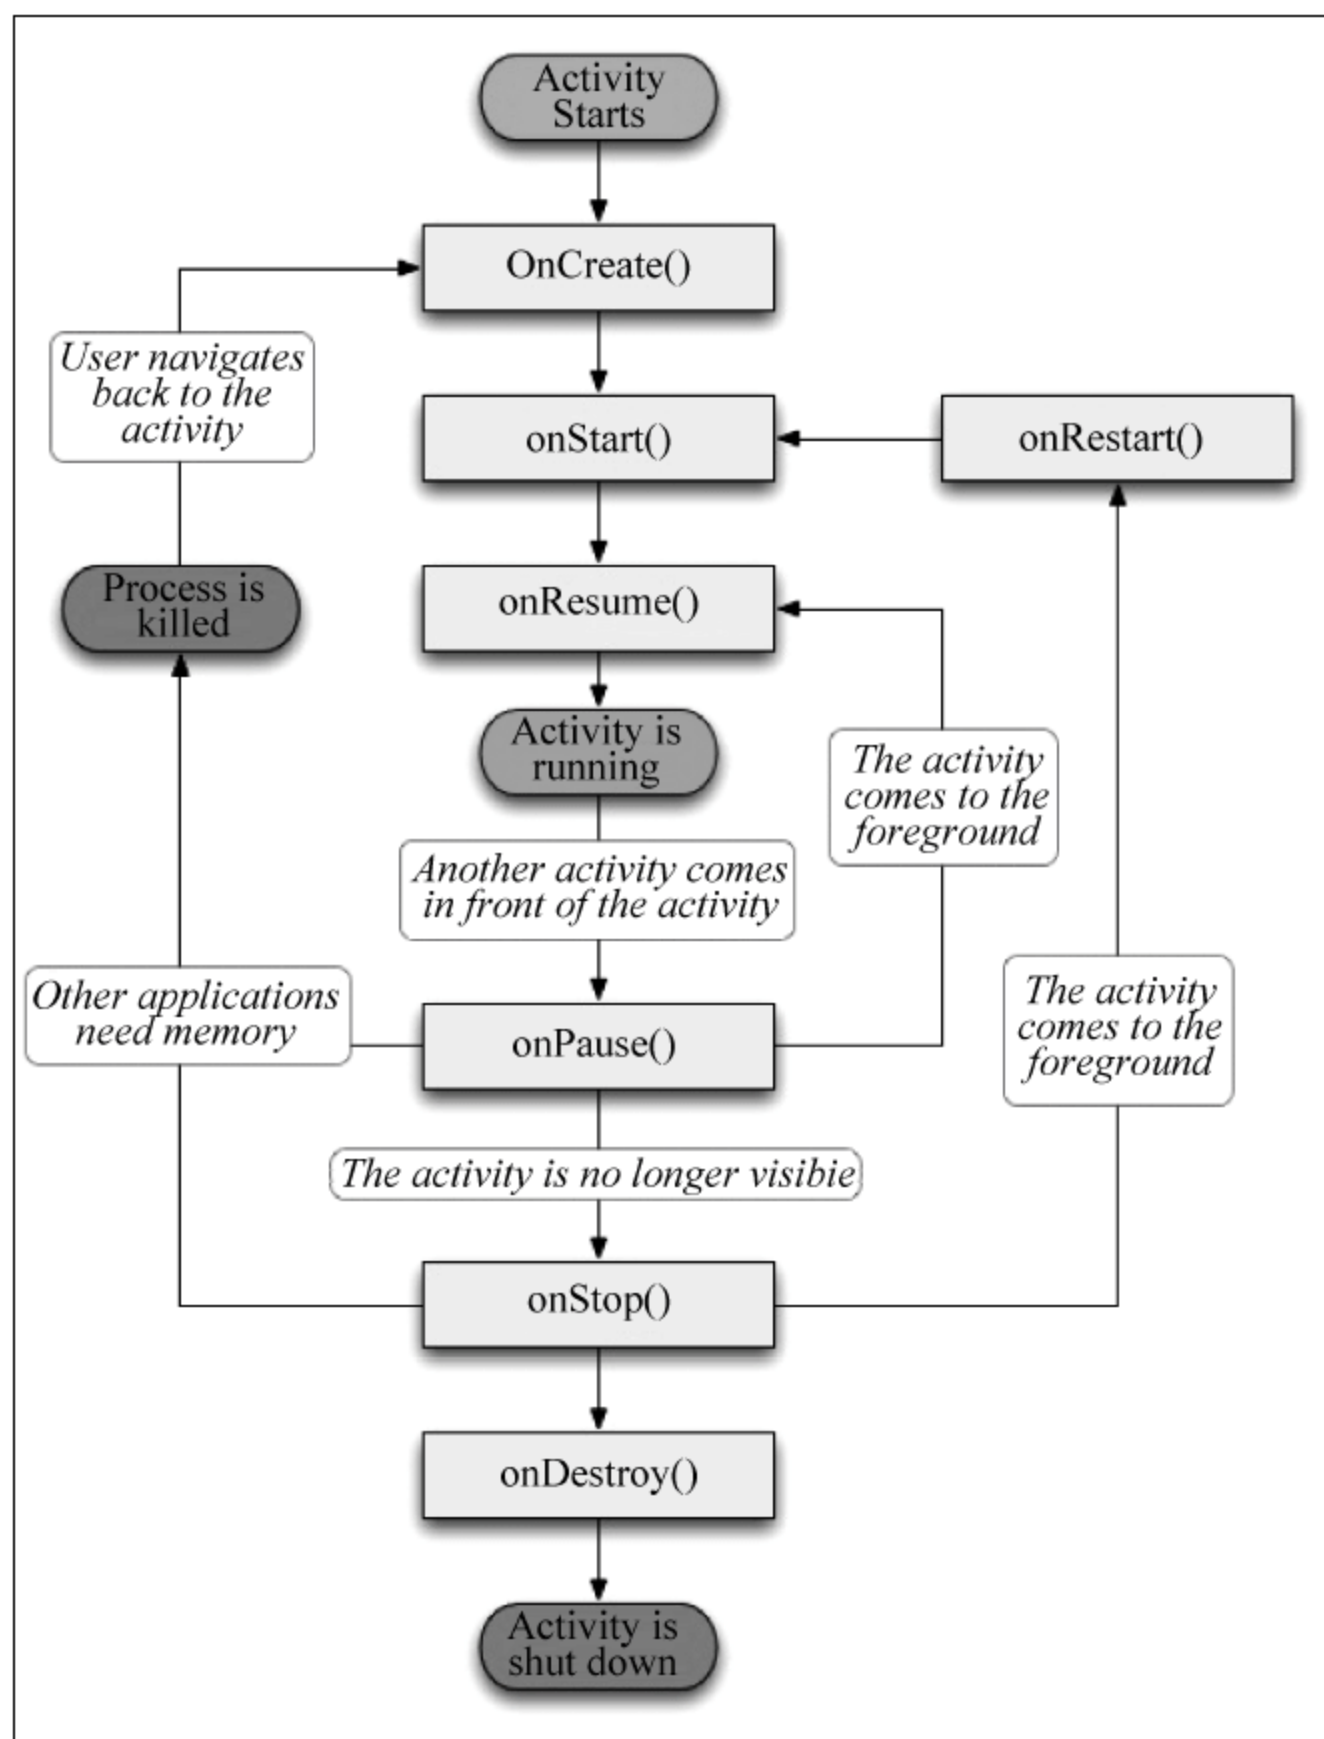 Activity
Starts
OnCreate()
User navigates
back to the
activity
onStart()
onRestart()
Process is
killed
onResume()
Activity is
running
The activity
comes to the
foreground
Another activity comes
in front of the activity
Other applications
need memory
onPause()
The activity
comes to the
foreground
The activity is no longer visibie
onStop()
onDestroy()
Activity is
shut down